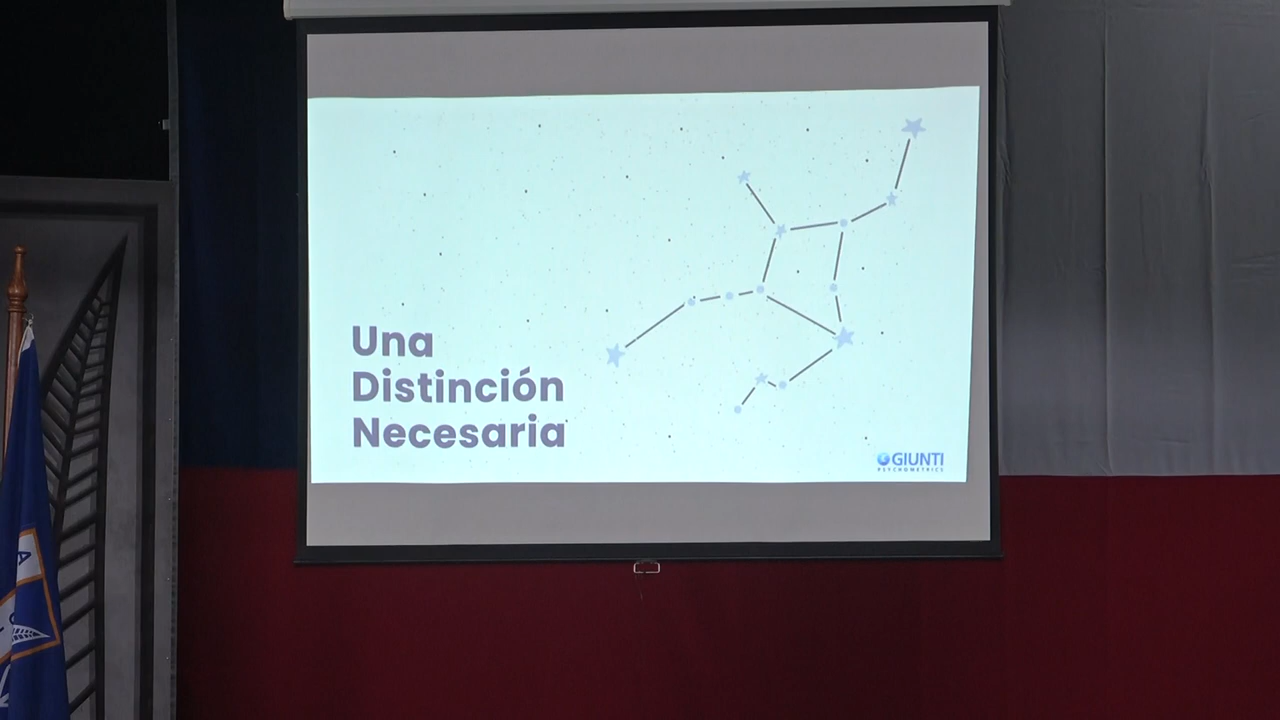 Una
Distinción
Necesaria
GIUNTI
PSYCHOMETRICS
A